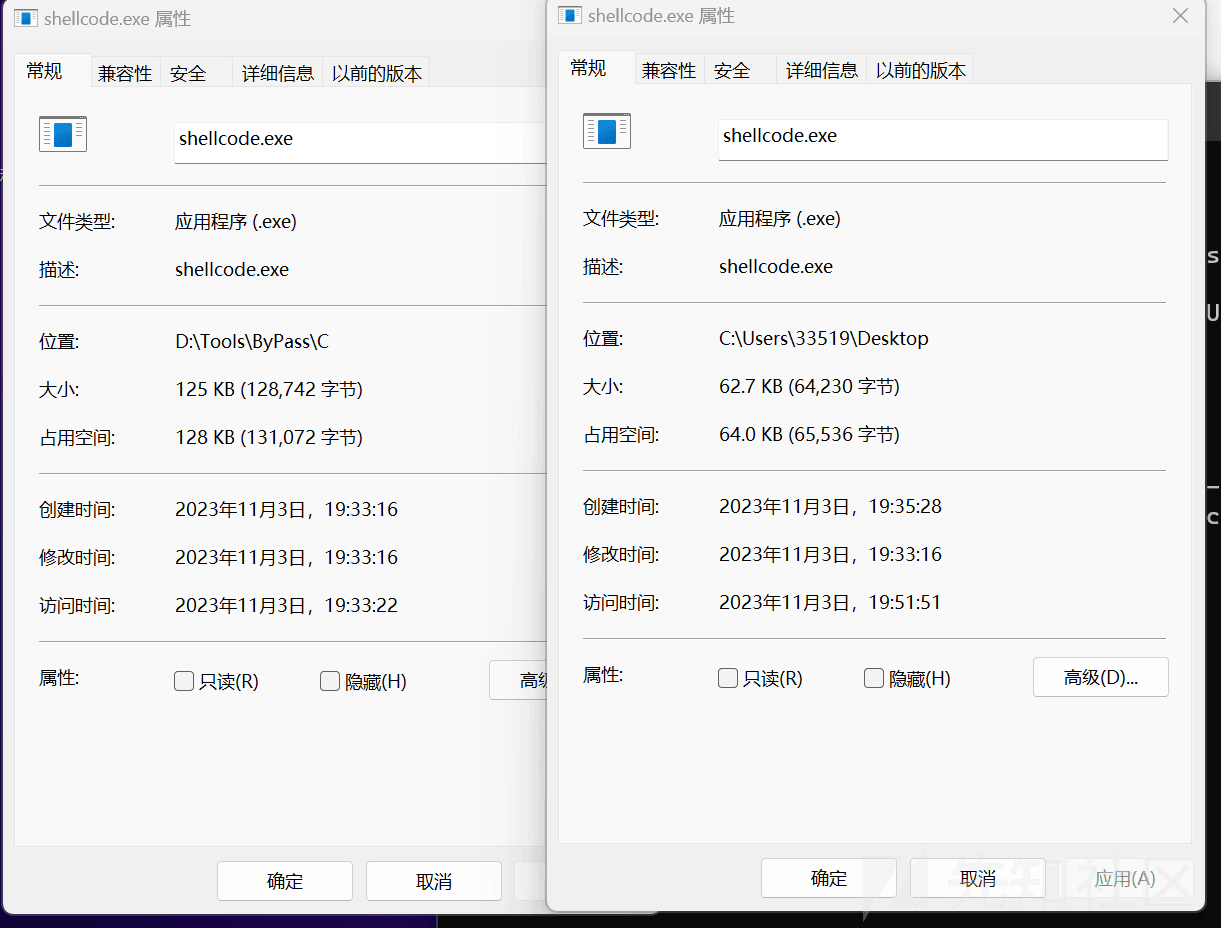 shellcode.exe 属性
常规 兼容性 安全 详细信息 以前的版本
shellcode.exe
文件类型: 应用程序 (.exe)
描述: shellcode.exe
位置: D:\Tools\ByPass\C
大小: 125 KB (128,742 字节)
占用空间: 128 KB (131,072 字节)
创建时间: 2023年11月3日，19:33:16
修改时间: 2023年11月3日，19:33:16
访问时间: 2023年11月3日，19:33:22
属性: 只读(R) 隐藏(H) 高级
确定 取消
shellcode.exe 属性
常规 兼容性 安全 详细信息 以前的版本
shellcode.exe
文件类型: 应用程序 (.exe)
描述: shellcode.exe
位置: C:\Users\33519\Desktop
大小: 62.7 KB (64,230 字节)
占用空间: 64.0 KB (65,536 字节)
创建时间: 2023年11月3日，19:35:28
修改时间: 2023年11月3日，19:33:16
访问时间: 2023年11月3日，19:51:51
属性: 只读(R) 隐藏(H) 高级(D)...
确定 取消 应用(A)
先知社区
s
U
c